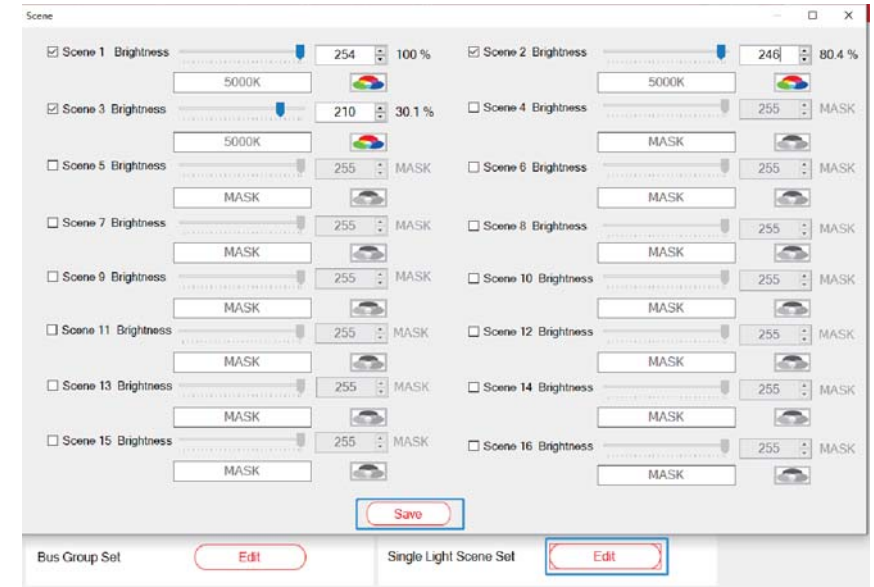 Scene
Scene 1 Brightness 254 100 % Scene 2 Brightness 246 80.4 %
5000K 5000K
Scene 3 Brightness 210 30.1 % Scene 4 Brightness 255 MASK
5000K MASK
Scene 5 Brightness 255 MASK Scene 6 Brightness 255 MASK
MASK MASK
Scene 7 Brightness 255 MASK Scene 8 Brightness 255 MASK
MASK MASK
Scene 9 Brightness 255 MASK Scene 10 Brightness 255 MASK
MASK MASK
Scene 11 Brightness 255 MASK Scene 12 Brightness 255 MASK
MASK MASK
Scene 13 Brightness 255 MASK Scene 14 Brightness 255 MASK
MASK MASK
Scene 15 Brightness 255 MASK Scene 16 Brightness 255 MASK
MASK MASK
Save
Bus Group Set Edit Single Light Scene Set Edit